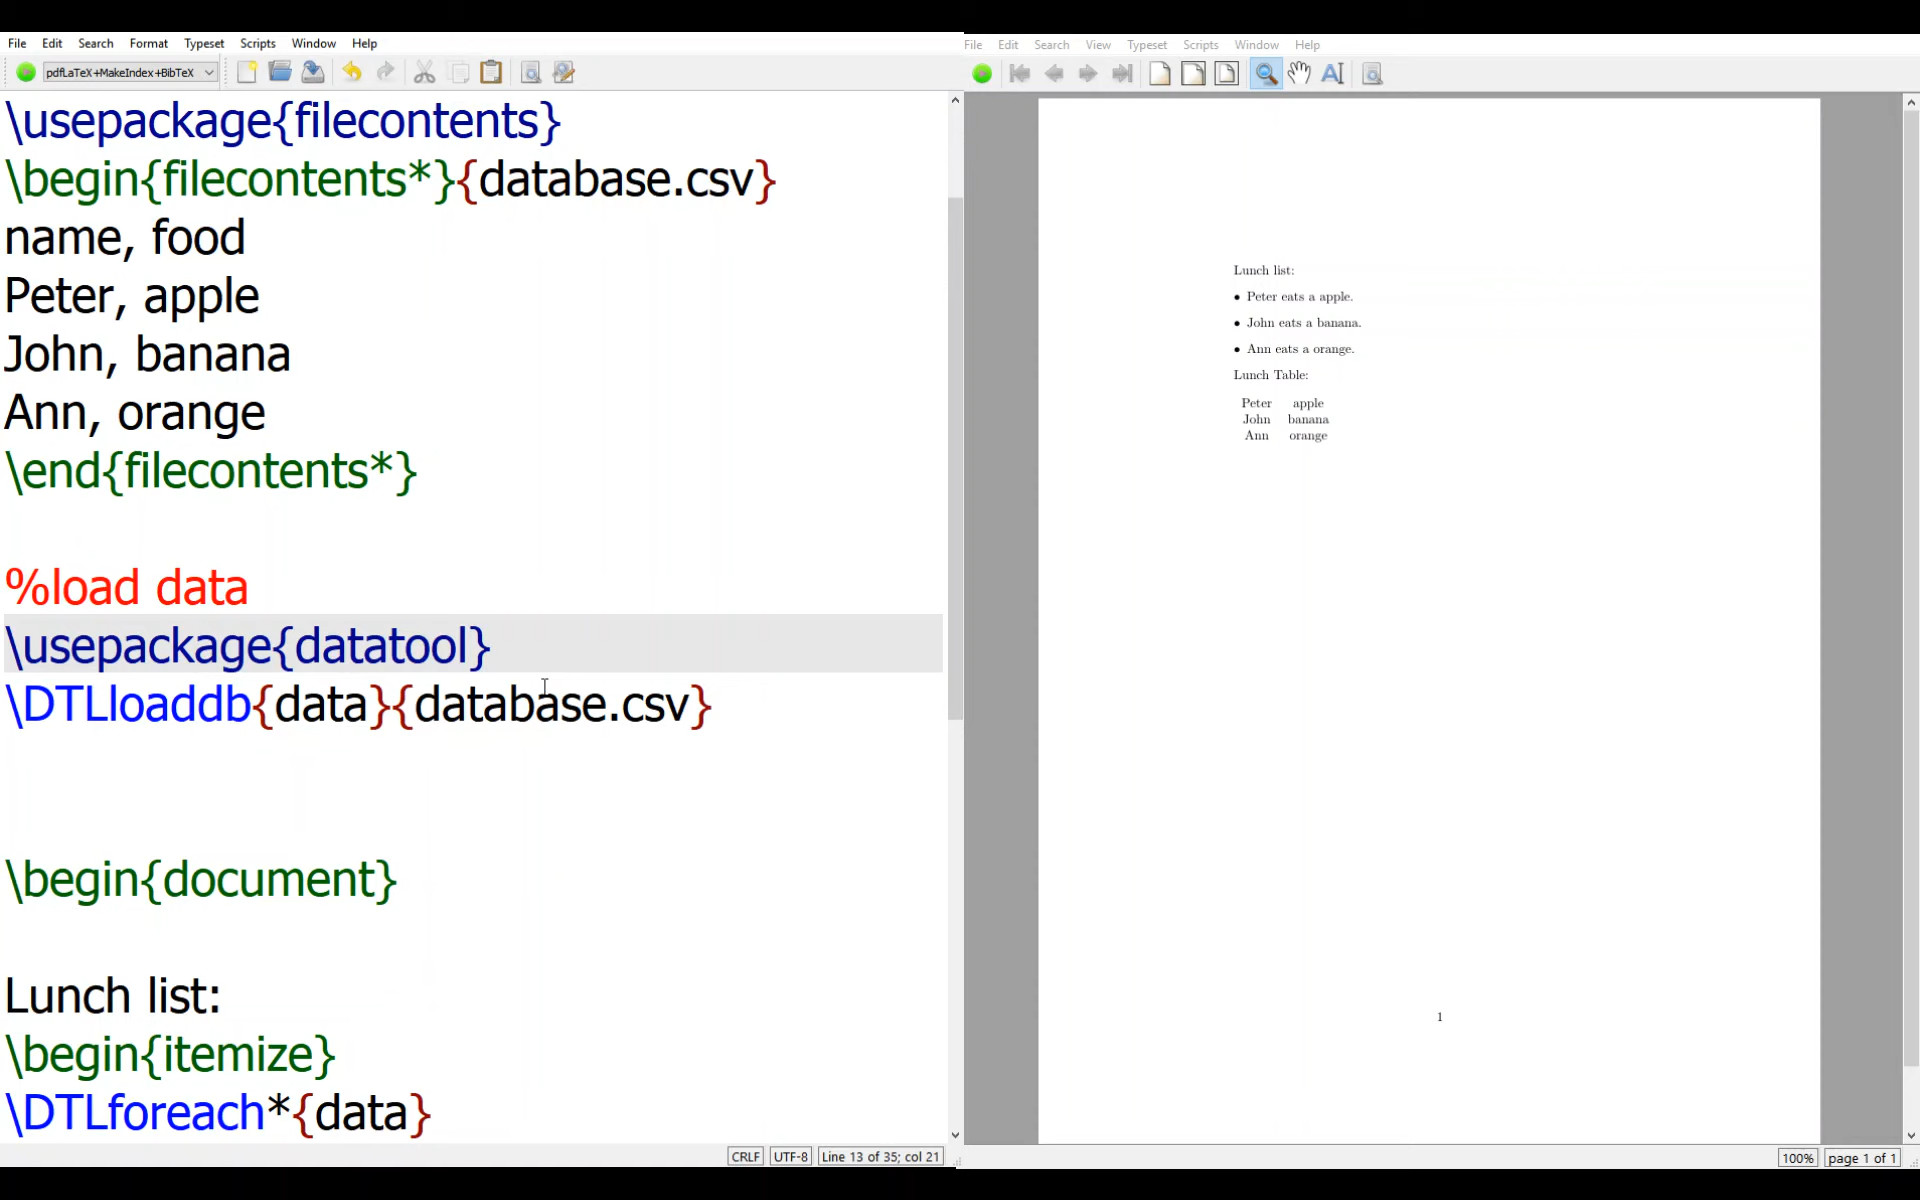 File Edit Search Format Typeset Scripts Window Help
pdfLaTeX+MakeIndex+BibTeX
\usepackage{filecontents}
\begin{filecontents*}{database.csv}
name, food
Peter, apple
John, banana
Ann, orange
\end{filecontents*}
%load data
\usepackage{datatool}
\DTLloaddb{data}{database.csv}
\begin{document}
Lunch list:
\begin{itemize}
\DTLforeach*{data}
CRLF UTF-8 Line 13 of 35; col 21
File Edit Search View Typeset Scripts Window Help
Lunch list:
• Peter eats a apple.
• John eats a banana.
• Ann eats a orange.
Lunch Table:
Peter apple
John banana
Ann orange
1
100% page 1 of 1